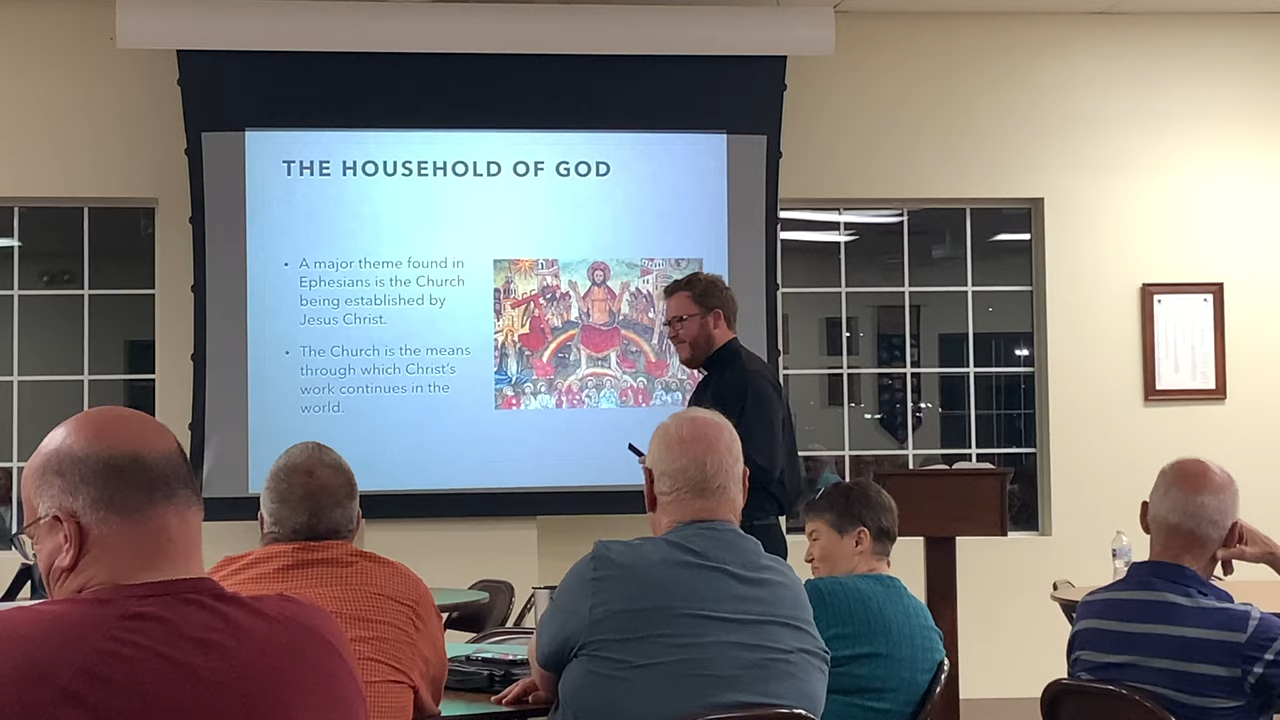 THE HOUSEHOLD OF GOD
• A major theme found in
Ephesians is the Church
being established by
Jesus Christ.
• The Church is the means
through which Christ's
work continues in the
world.